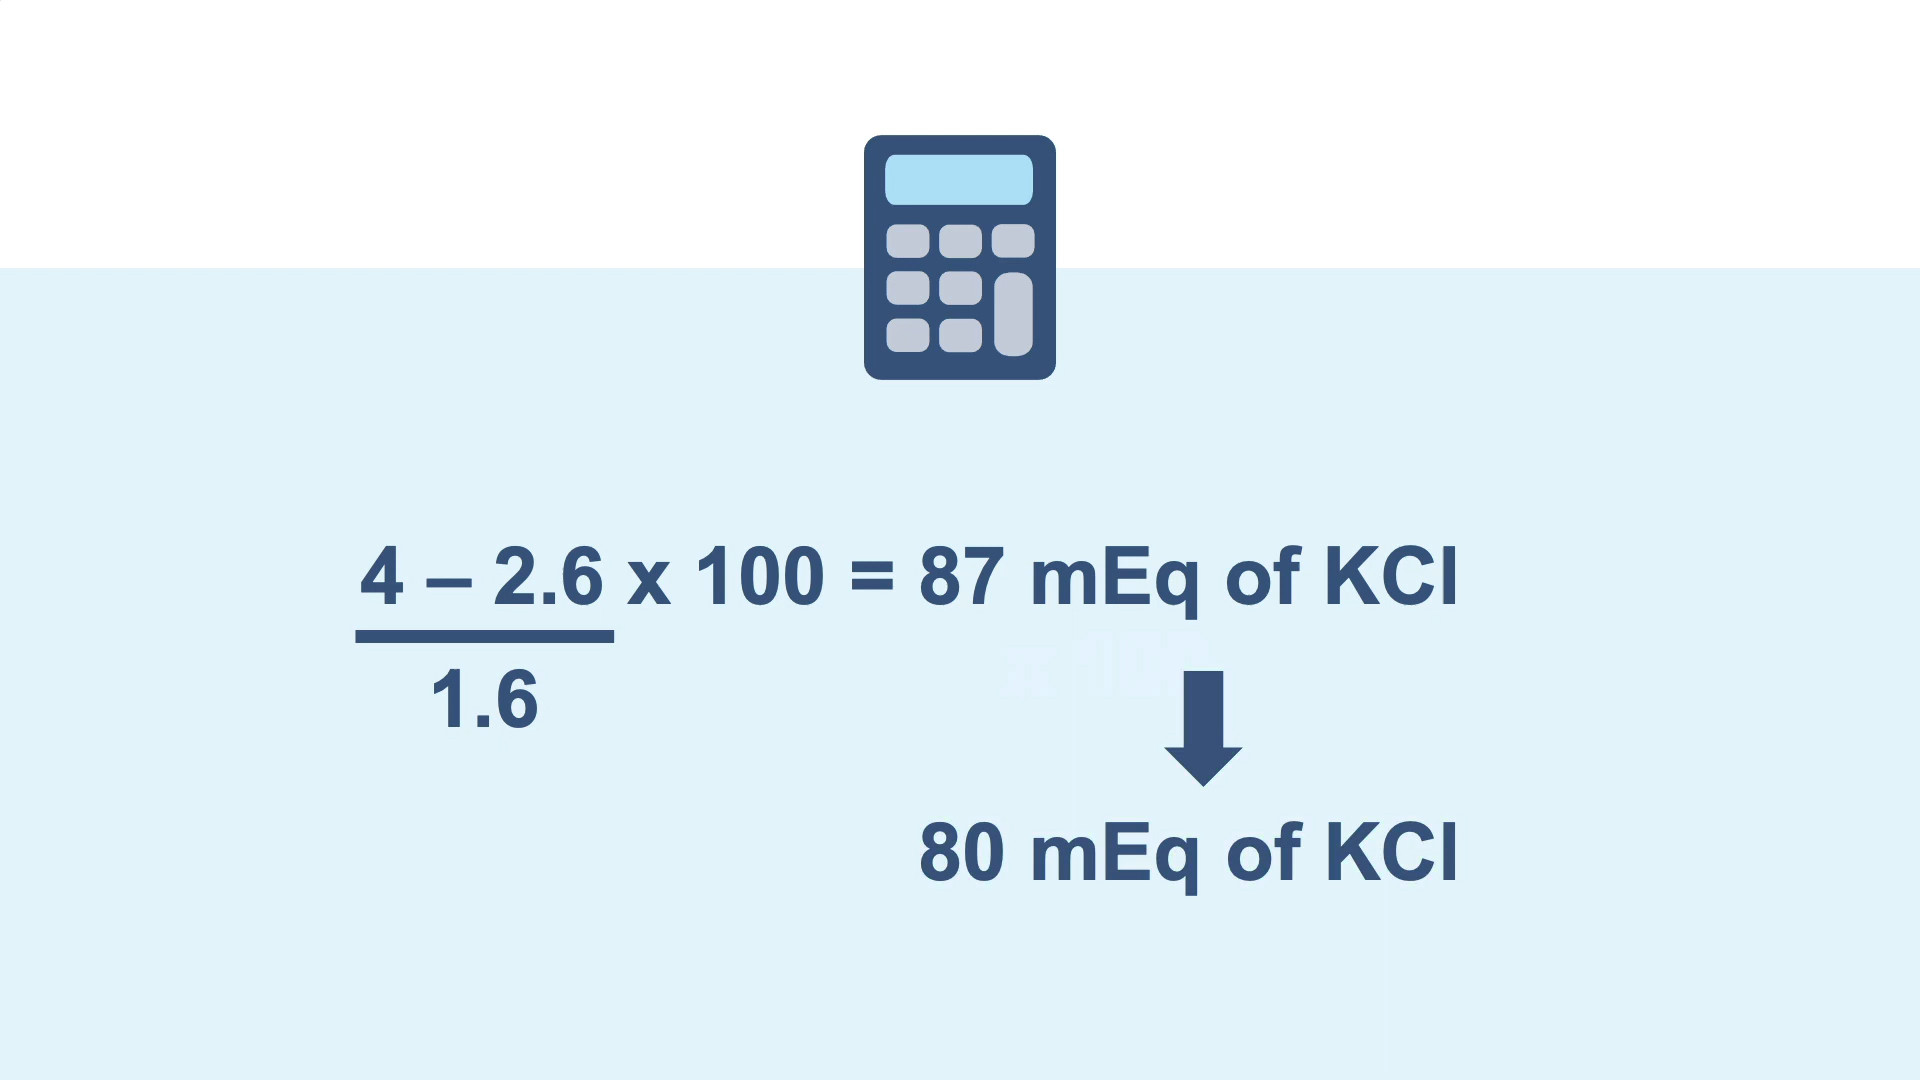 4 – 2.6 x 100 = 87 mEq of KCl
1.6
80 mEq of KCl